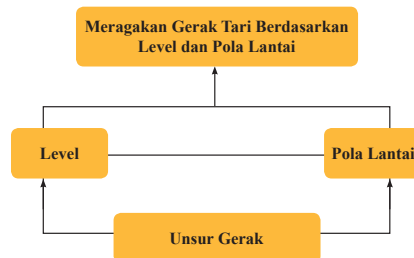 Meragakan Gerak Tari Berdasarkan
Level dan Pola Lantai
Level
Pola Lantai
Unsur Gerak